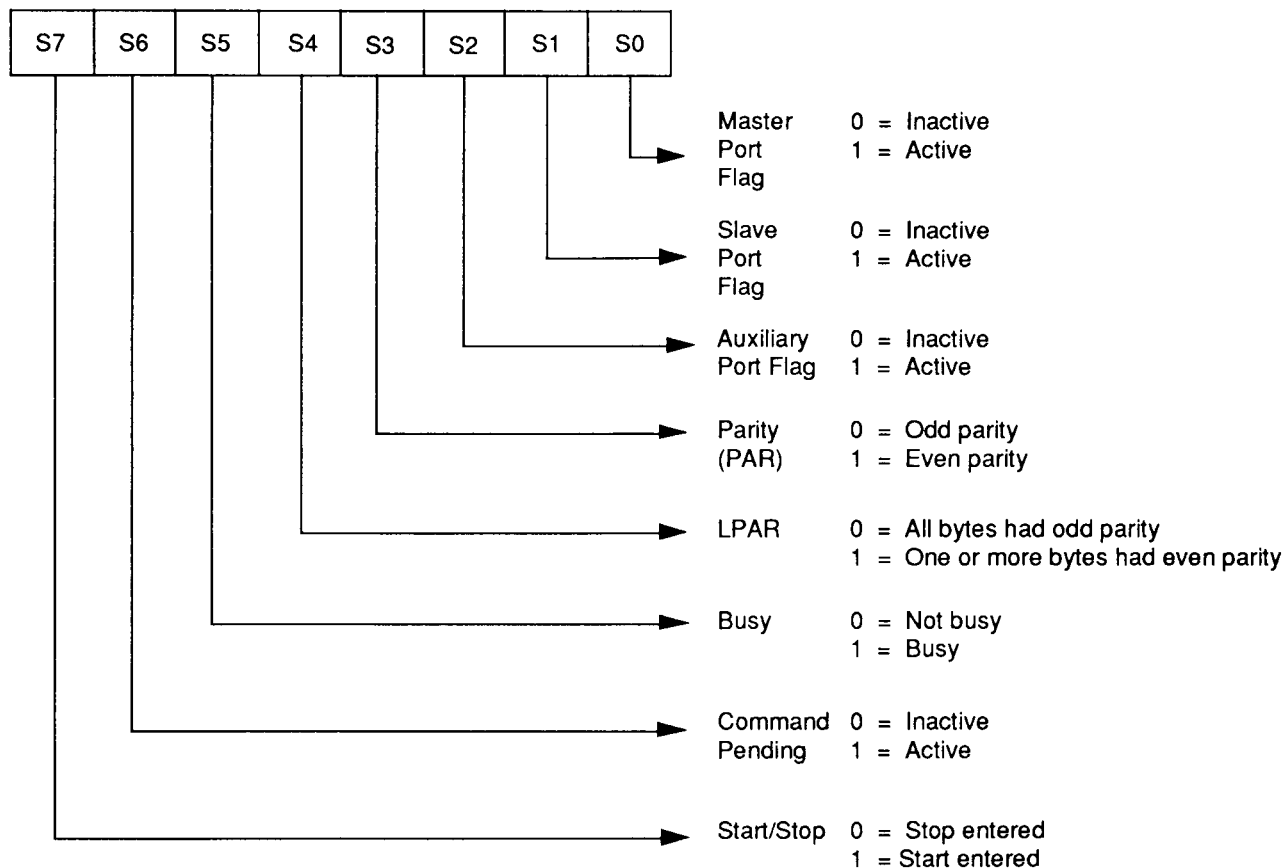 S7 S6 S5 S4 S3 S2 S1 S0
Master 0 = Inactive
Port 1 = Active
Flag
Slave 0 = Inactive
Port 1 = Active
Flag
Auxiliary 0 = Inactive
Port Flag 1 = Active
Parity 0 = Odd parity
(PAR) 1 = Even parity
LPAR 0 = All bytes had odd parity
1 = One or more bytes had even parity
Busy 0 = Not busy
1 = Busy
Command 0 = Inactive
Pending 1 = Active
Start/Stop 0 = Stop entered
1 = Start entered